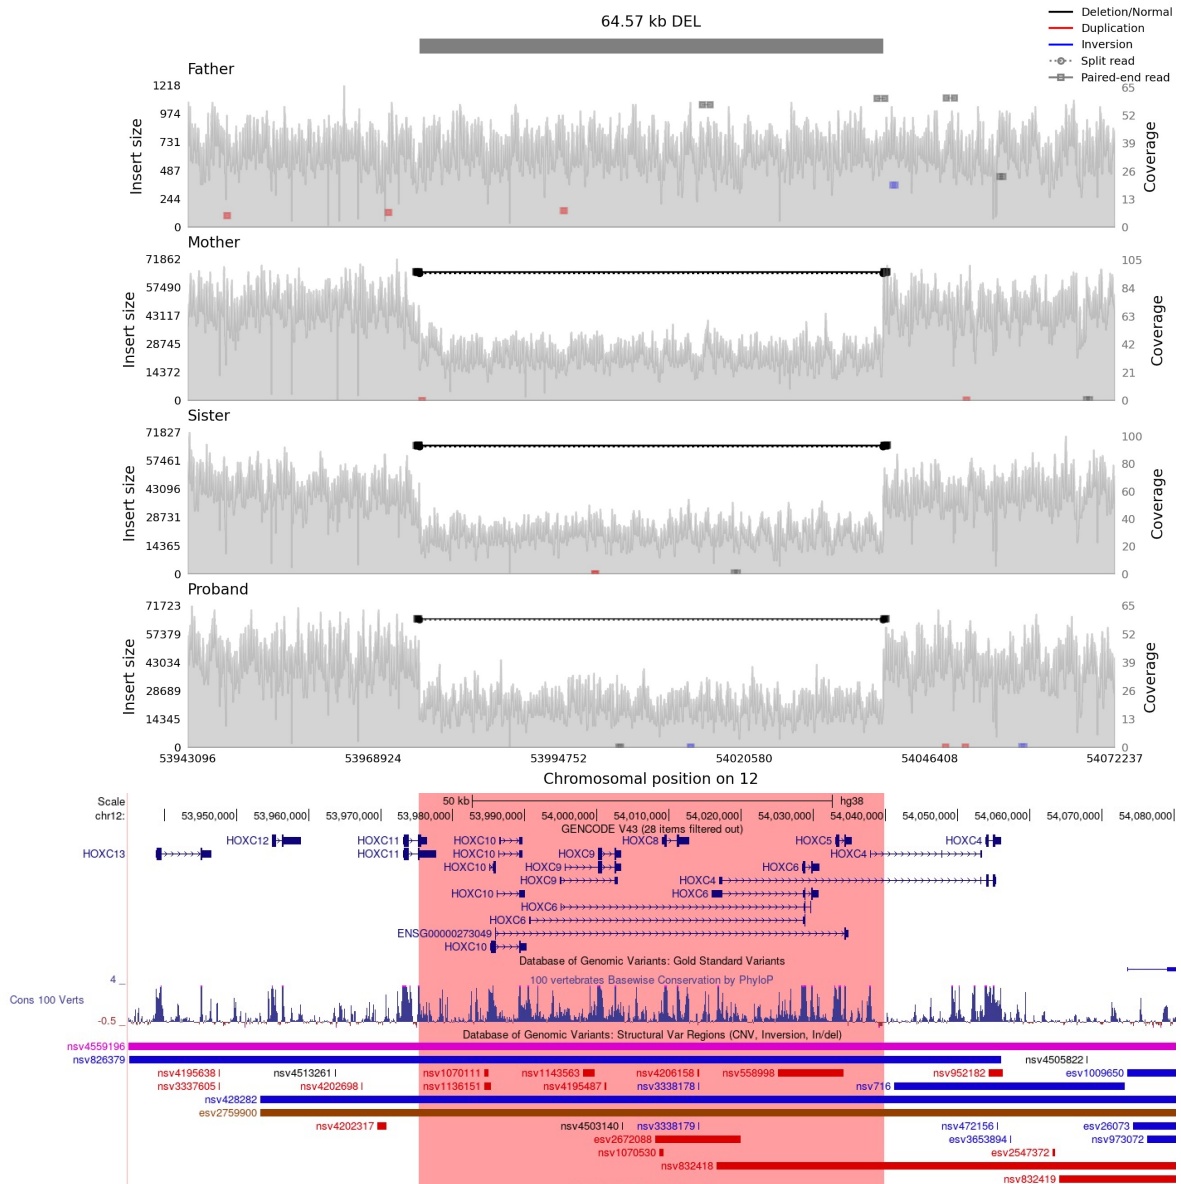 64.57 kb DEL
Deletion/Normal
Duplication
Inversion
Split read
Paired-end read
Father
1218
974
731
487
244
0
Insert size
65
52
39
26
13
0
Coverage
Mother
71862
57490
43117
28745
14372
0
Insert size
105
84
63
42
21
0
Coverage
Sister
71827
57461
43096
28731
14365
0
Insert size
100
80
60
40
20
0
Coverage
Proband
71723
57379
43034
28689
14345
0
Insert size
65
52
39
26
13
0
Coverage
53943096 53968924 53994752 54020580 54046408 54072237
Chromosomal position on 12
Scale 50 kb hg38
chr12: 53,950,000 53,960,000 53,970,000 53,980,000 53,990,000 54,000,000 54,010,000 54,020,000 54,030,000 54,040,000 54,050,000 54,060,000 54,070,000 54,080,000
GENCODE V43 (28 items filtered out)
HOXC12 HOXC11 HOXC10 HOXC8 HOXC5 HOXC4
HOXC13 HOXC11 HOXC10 HOXC9 HOXC4
HOXC10 HOXC9 HOXC6
HOXC9 HOXC4
HOXC10 HOXC6
HOXC6
HOXC6
ENSG00000273049
HOXC10
Database of Genomic Variants: Gold Standard Variants
4 _ 100 vertebrates Basewise Conservation by PhyloP
Cons 100 Verts
-0.5 _
Database of Genomic Variants: Structural Var Regions (CNV, Inversion, In/del)
nsv4559196
nsv826379 nsv4505822
nsv4195638 nsv4513261 nsv1070111 nsv1143563 nsv4206158 nsv558998 nsv952182 esv1009650
nsv3337605 nsv4202698 nsv1136151 nsv4195487 nsv3338178 nsv716
nsv428282
esv2759900
nsv4202317 nsv4503140 nsv3338179 nsv472156 esv26073
esv2672088 esv3653894 nsv973072
nsv1070530 esv2547372
nsv832418
nsv832419